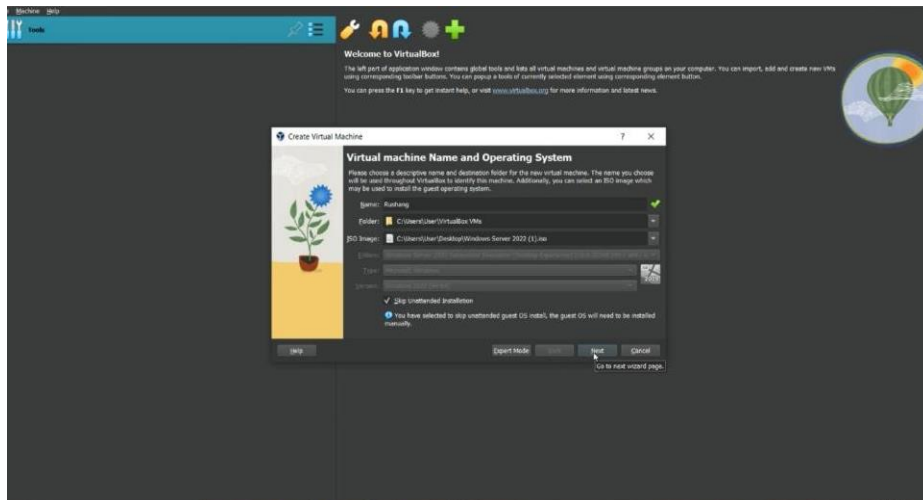 Machine Help
Tools
Welcome to VirtualBox!
The left part of application window contains global tools and lists all virtual machines and virtual machine groups on your computer. You can import, add and create new VMs
using corresponding toolbar buttons. You can popup a tools of currently selected element using corresponding element button.
You can press the F1 key to get instant help, or visit www.virtualbox.org for more information and latest news.
Create Virtual Machine
? X
Virtual machine Name and Operating System
Please choose a descriptive name and destination folder for the new virtual machine. The name you choose
will be used throughout VirtualBox to identify this machine. Additionally, you can select an ISO image which
may be used to install the guest operating system.
Name: Rushang
Folder: C:\Users\User\VirtualBox VMs
ISO Image: C:\Users\User\Desktop\Windows Server 2022 (1).iso
Edition:
Type: Microsoft Windows
Version:
Skip Unattended Installation
You have selected to skip unattended guest OS install, the guest OS will need to be installed
manually.
Help
Expert Mode
Back
Next
Cancel
Go to next wizard page.